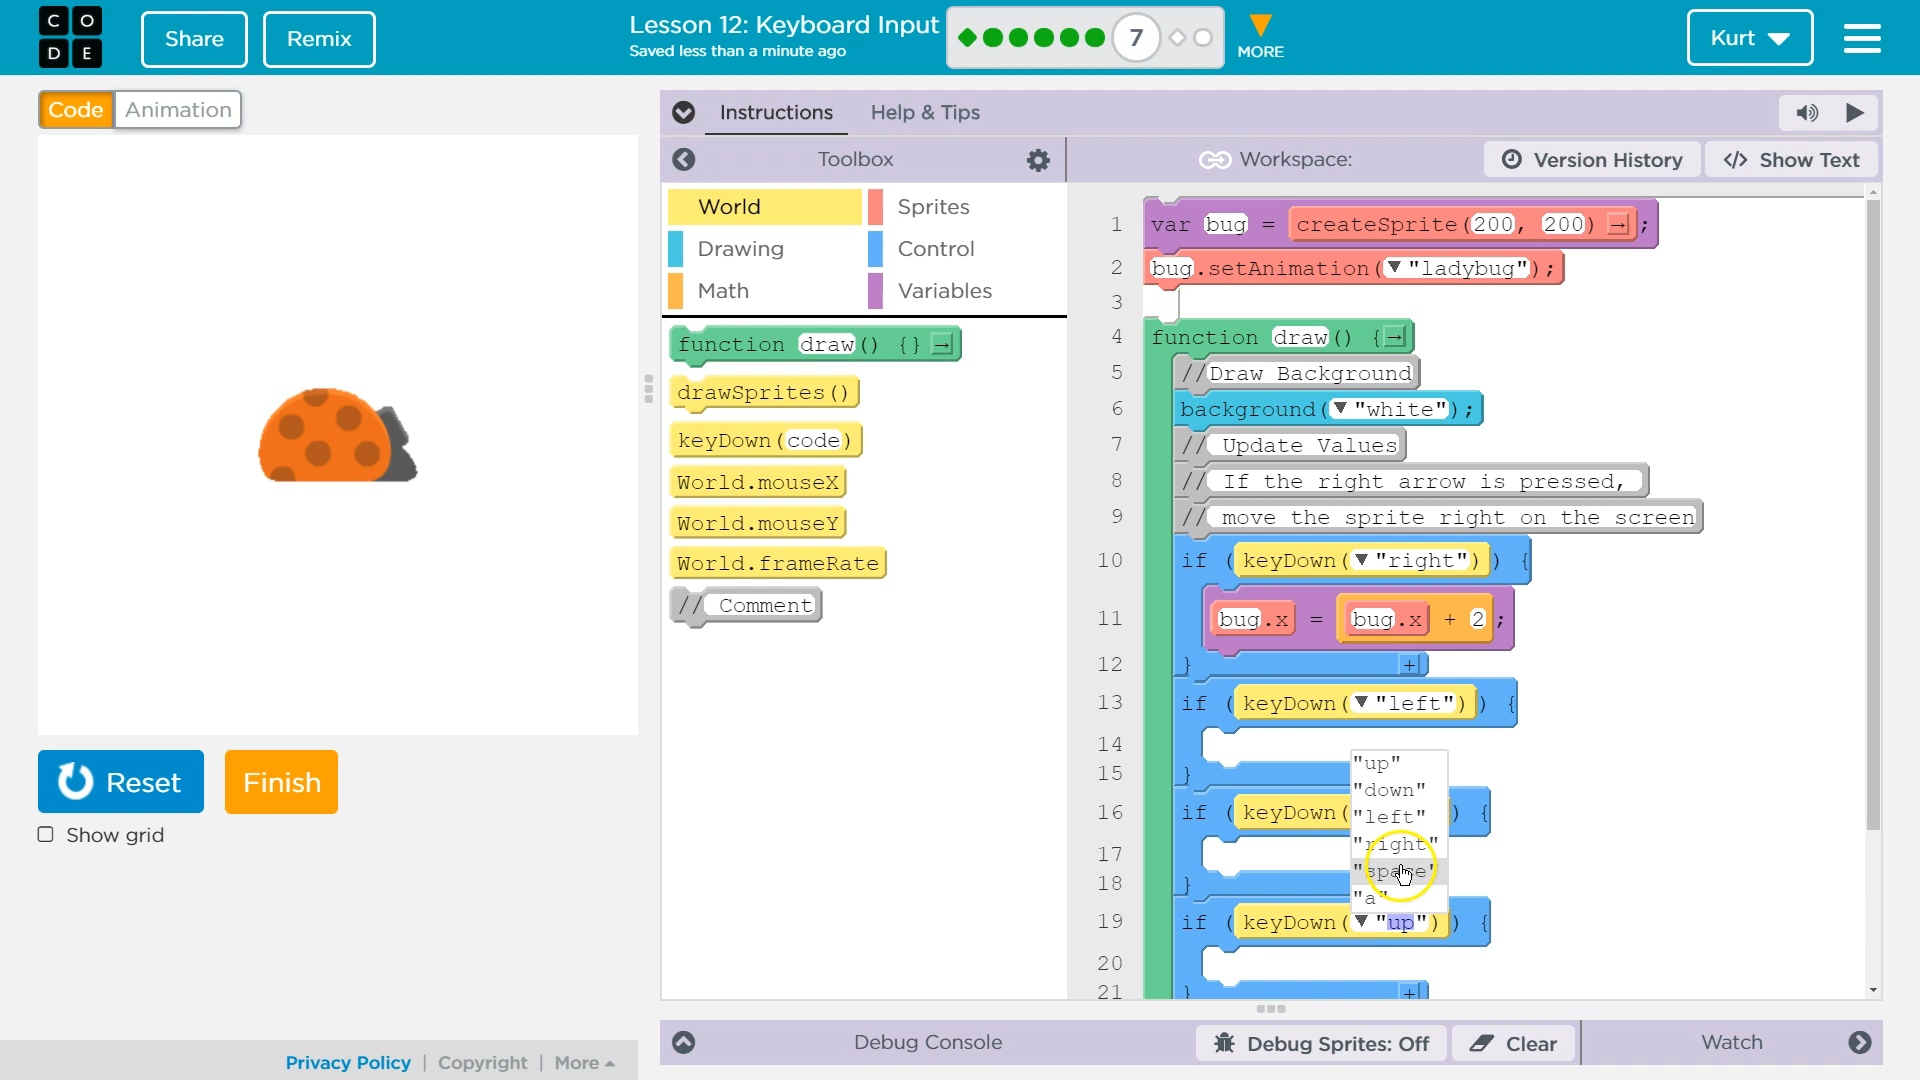 C O
D E
Share
Remix
Lesson 12: Keyboard Input
Saved less than a minute ago
7
MORE
Kurt
Code
Animation
Instructions
Help & Tips
Toolbox
Workspace:
Version History
</> Show Text
World
Sprites
Drawing
Control
Math
Variables
function draw() {} →
drawSprites()
keyDown(code)
World.mouseX
World.mouseY
World.frameRate
// Comment
1 var bug = createSprite(200, 200) → ;
2 bug.setAnimation(▼ "ladybug");
3
4 function draw() { →
5 //Draw Background
6 background(▼ "white");
7 // Update Values
8 // If the right arrow is pressed,
9 // move the sprite right on the screen
10 if (keyDown(▼ "right")) {
11 bug.x = bug.x + 2;
12 } +
13 if (keyDown(▼ "left")) {
14
15 }
16 if (keyDown( ) {
17
18 }
19 if (keyDown(▼ "up")) {
20
21 } +
"up"
"down"
"left"
"right"
"space"
"a"
Reset
Finish
Show grid
Privacy Policy | Copyright | More
Debug Console
Debug Sprites: Off
Clear
Watch